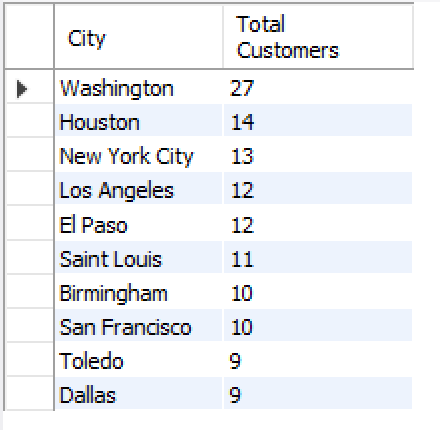 City Total
Customers
Washington 27
Houston 14
New York City 13
Los Angeles 12
El Paso 12
Saint Louis 11
Birmingham 10
San Francisco 10
Toledo 9
Dallas 9